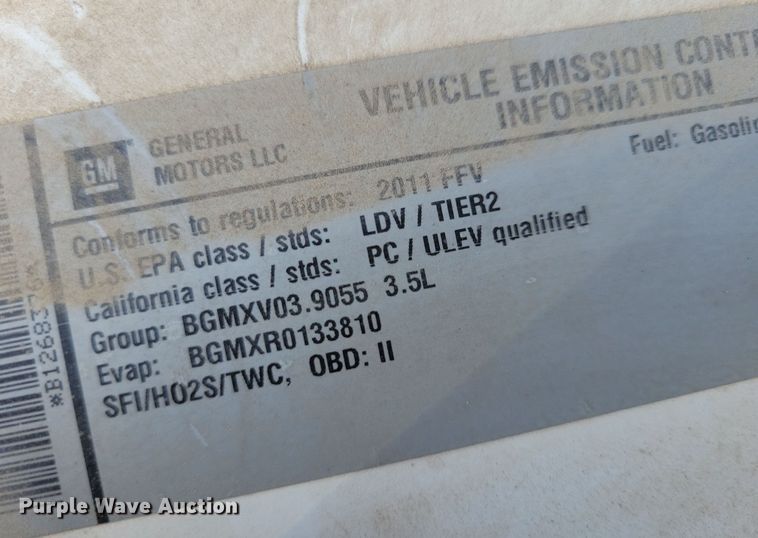 VEHICLE EMISSION
INFORMATION
GM GENERAL
MOTORS LLC
Fuel:
Conforms to regulations: 2011 FFV
U.S. EPA class / stds: LDV / TIER2
California class / stds: PC / ULEV qualified
Group: BGMXV03.9055 3.5L
Evap: BGMXR0133810
SFI/HO2S/TWC, OBD: II
Purple Wave Auction